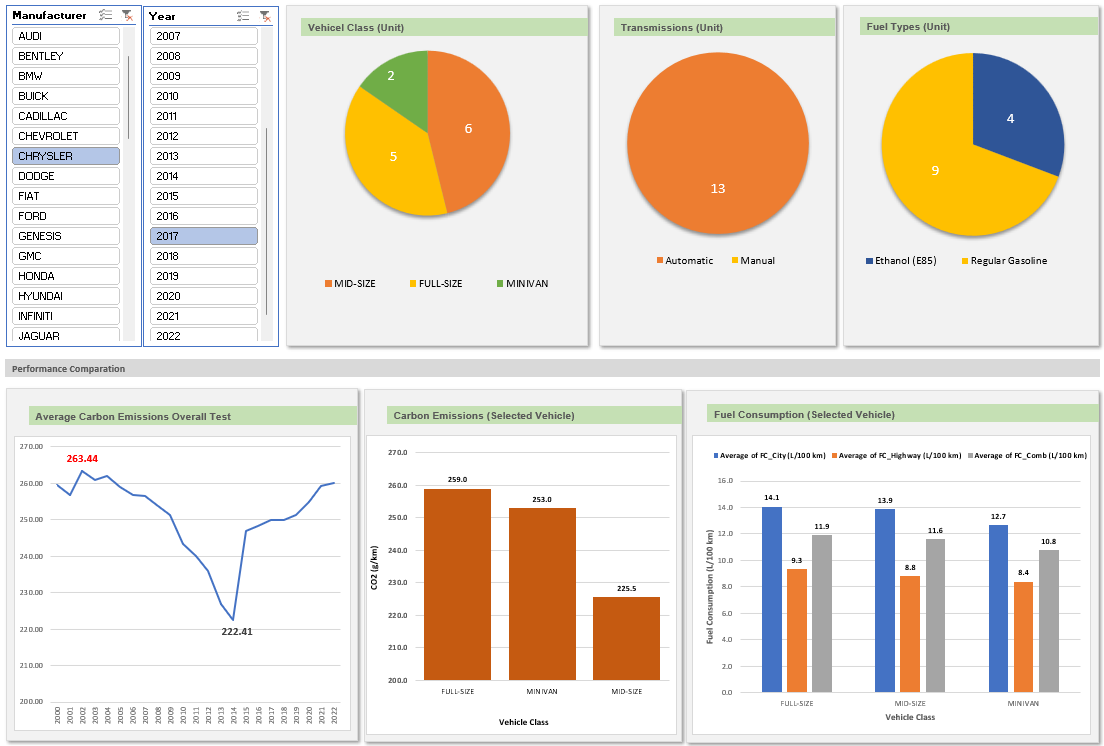 Manufacturer
AUDI
BENTLEY
BMW
BUICK
CADILLAC
CHEVROLET
CHRYSLER
DODGE
FIAT
FORD
GENESIS
GMC
HONDA
HYUNDAI
INFINITI
JAGUAR
Year
2007
2008
2009
2010
2011
2012
2013
2014
2015
2016
2017
2018
2019
2020
2021
2022
Vehicel Class (Unit)
2
6
5
MID-SIZE FULL-SIZE MINIVAN
Transmissions (Unit)
13
Automatic Manual
Fuel Types (Unit)
4
9
Ethanol (E85) Regular Gasoline
Performance Comparation
Average Carbon Emissions Overall Test
270.00
263.44
260.00
250.00
240.00
230.00
222.41
220.00
210.00
200.00
2000 2001 2002 2003 2004 2005 2006 2007 2008 2009 2010 2011 2012 2013 2014 2015 2016 2017 2018 2019 2020 2021 2022
Carbon Emissions (Selected Vehicle)
CO2 (g/km)
270.0
260.0
250.0
240.0
230.0
220.0
210.0
200.0
259.0
253.0
225.5
FULL-SIZE MINIVAN MID-SIZE
Vehicle Class
Fuel Consumption (Selected Vehicle)
Average of FC_City (L/100 km) Average of FC_Highway (L/100 km) Average of FC_Comb (L/100 km)
Fuel Consumption (L/100 km)
16.0
14.0
12.0
10.0
8.0
6.0
4.0
2.0
0.0
14.1 9.3 11.9
13.9 8.8 11.6
12.7 8.4 10.8
FULL-SIZE MID-SIZE MINIVAN
Vehicle Class